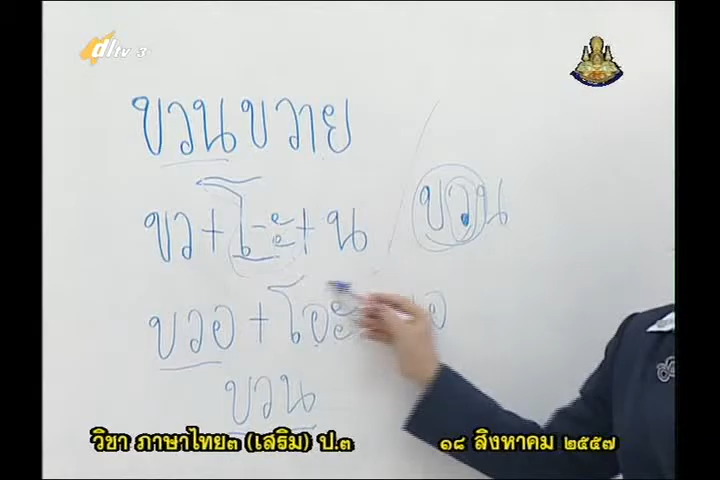 dltv 3
ขวนขวาย
ขว + โ-ะ + น / ขวน
ขวอ + โอะ นอ
ขวน
วิชา ภาษาไทย๓ (เสริม) ป.๓ ๑๘ สิงหาคม ๒๕๕๗